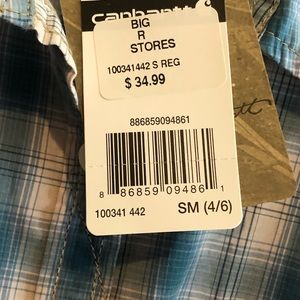 carhartt
BIG
R
STORES
100341442 S REG
$ 34.99
886859094861
8 86859 09486 1
100341 442
SM (4/6)